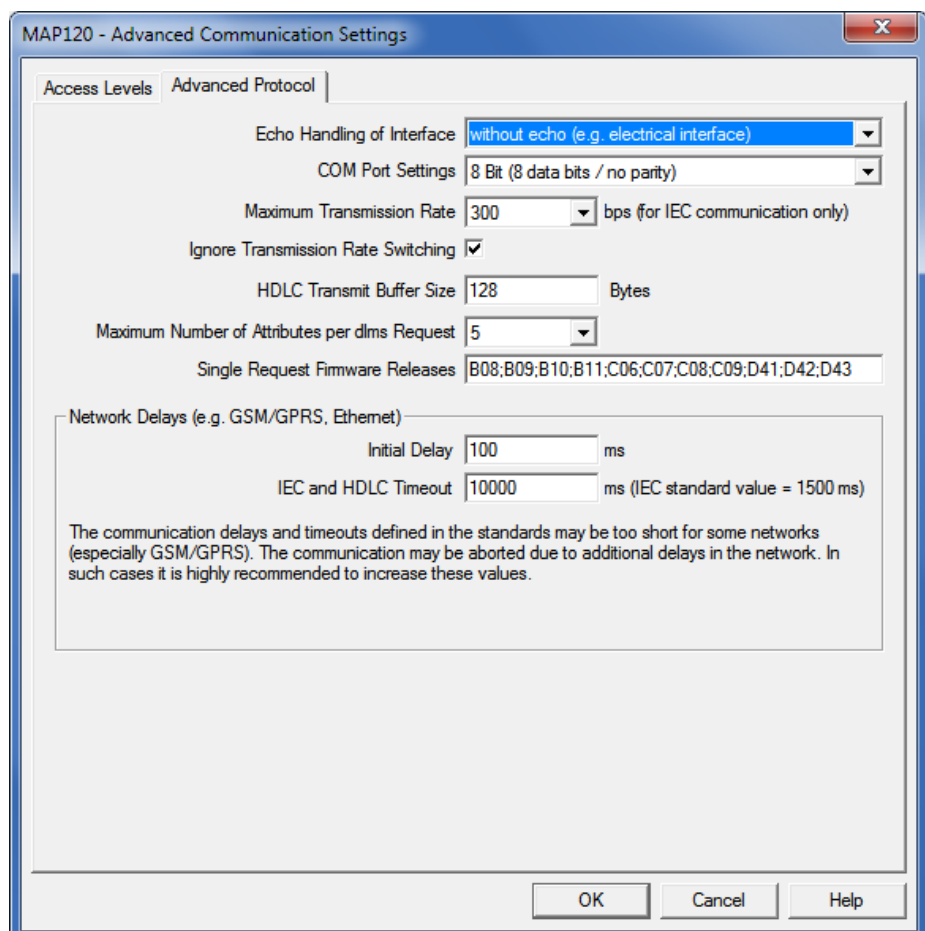 MAP120 - Advanced Communication Settings
Access Levels
Advanced Protocol
Echo Handling of Interface
without echo (e.g. electrical interface)
COM Port Settings
8 Bit (8 data bits / no parity)
Maximum Transmission Rate
300
bps (for IEC communication only)
Ignore Transmission Rate Switching
HDLC Transmit Buffer Size
128
Bytes
Maximum Number of Attributes per dlms Request
5
Single Request Firmware Releases
B08;B09;B10;B11;C06;C07;C08;C09;D41;D42;D43
Network Delays (e.g. GSM/GPRS, Ethernet)
Initial Delay
100
ms
IEC and HDLC Timeout
10000
ms (IEC standard value = 1500 ms)
The communication delays and timeouts defined in the standards may be too short for some networks
(especially GSM/GPRS). The communication may be aborted due to additional delays in the network. In
such cases it is highly recommended to increase these values.
OK
Cancel
Help